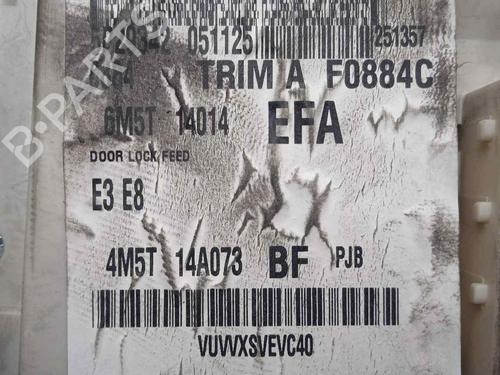 051125
251357
TRIM A F0884C
6M5T 14014 EFA
DOOR LOCK/FEED
E3 E8
4M5T 14A073 BF PJB
VUVVXSVEVC40
B-PARTS